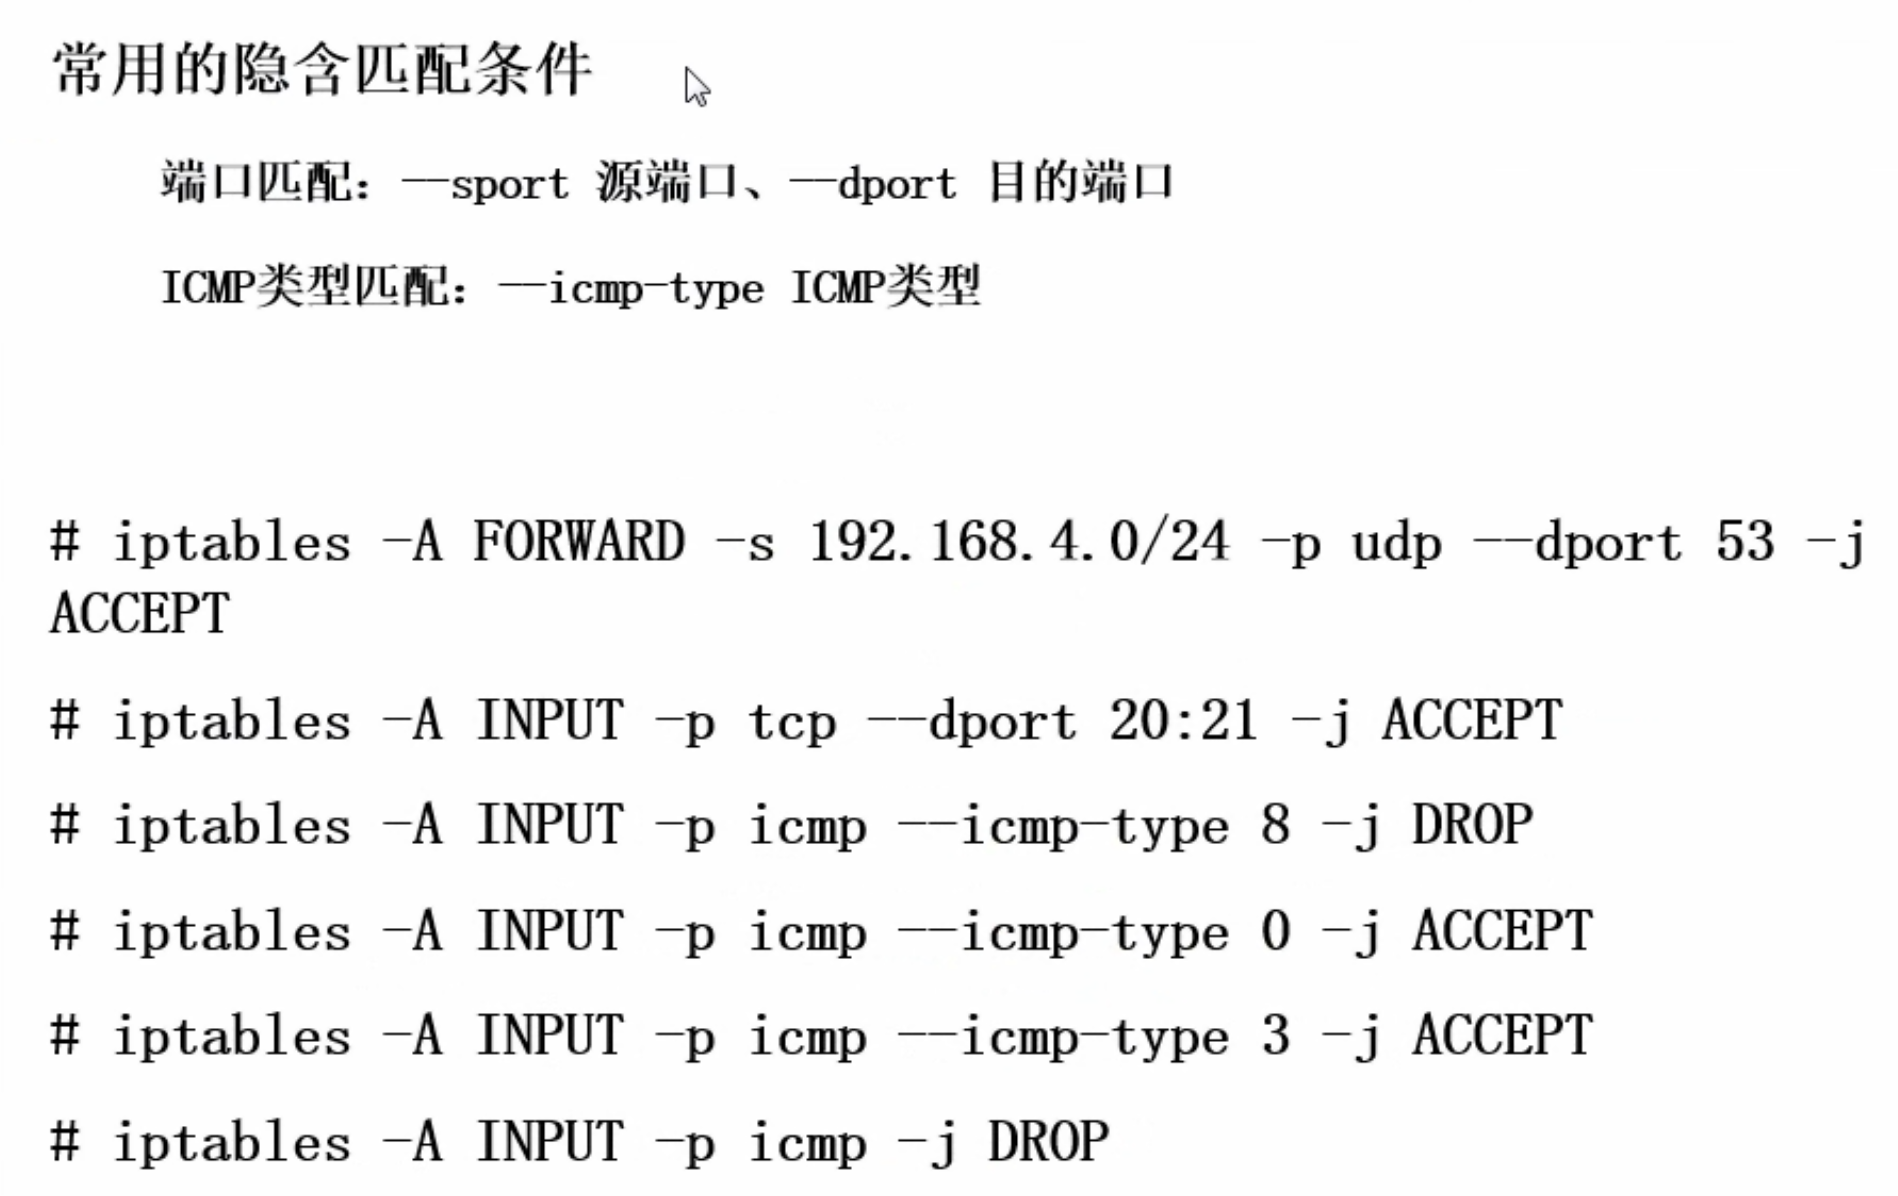 常用的隐含匹配条件
端口匹配：--sport 源端口、--dport 目的端口
ICMP类型匹配：--icmp-type ICMP类型
# iptables -A FORWARD -s 192.168.4.0/24 -p udp --dport 53 -j
ACCEPT
# iptables -A INPUT -p tcp --dport 20:21 -j ACCEPT
# iptables -A INPUT -p icmp --icmp-type 8 -j DROP
# iptables -A INPUT -p icmp --icmp-type 0 -j ACCEPT
# iptables -A INPUT -p icmp --icmp-type 3 -j ACCEPT
# iptables -A INPUT -p icmp -j DROP